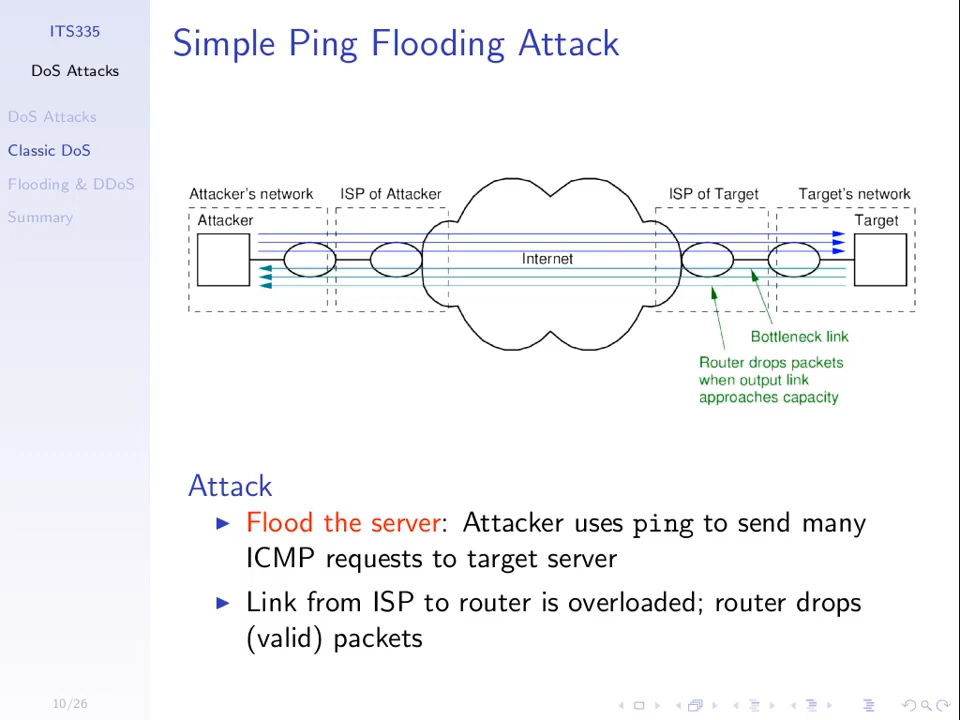 ITS335
DoS Attacks
DoS Attacks
Classic DoS
Flooding & DDoS
Summary
Simple Ping Flooding Attack
Attacker's network
ISP of Attacker
ISP of Target
Target's network
Attacker
Target
Internet
Bottleneck link
Router drops packets
when output link
approaches capacity
Attack
Flood the server: Attacker uses ping to send many
ICMP requests to target server
Link from ISP to router is overloaded; router drops
(valid) packets
10/26